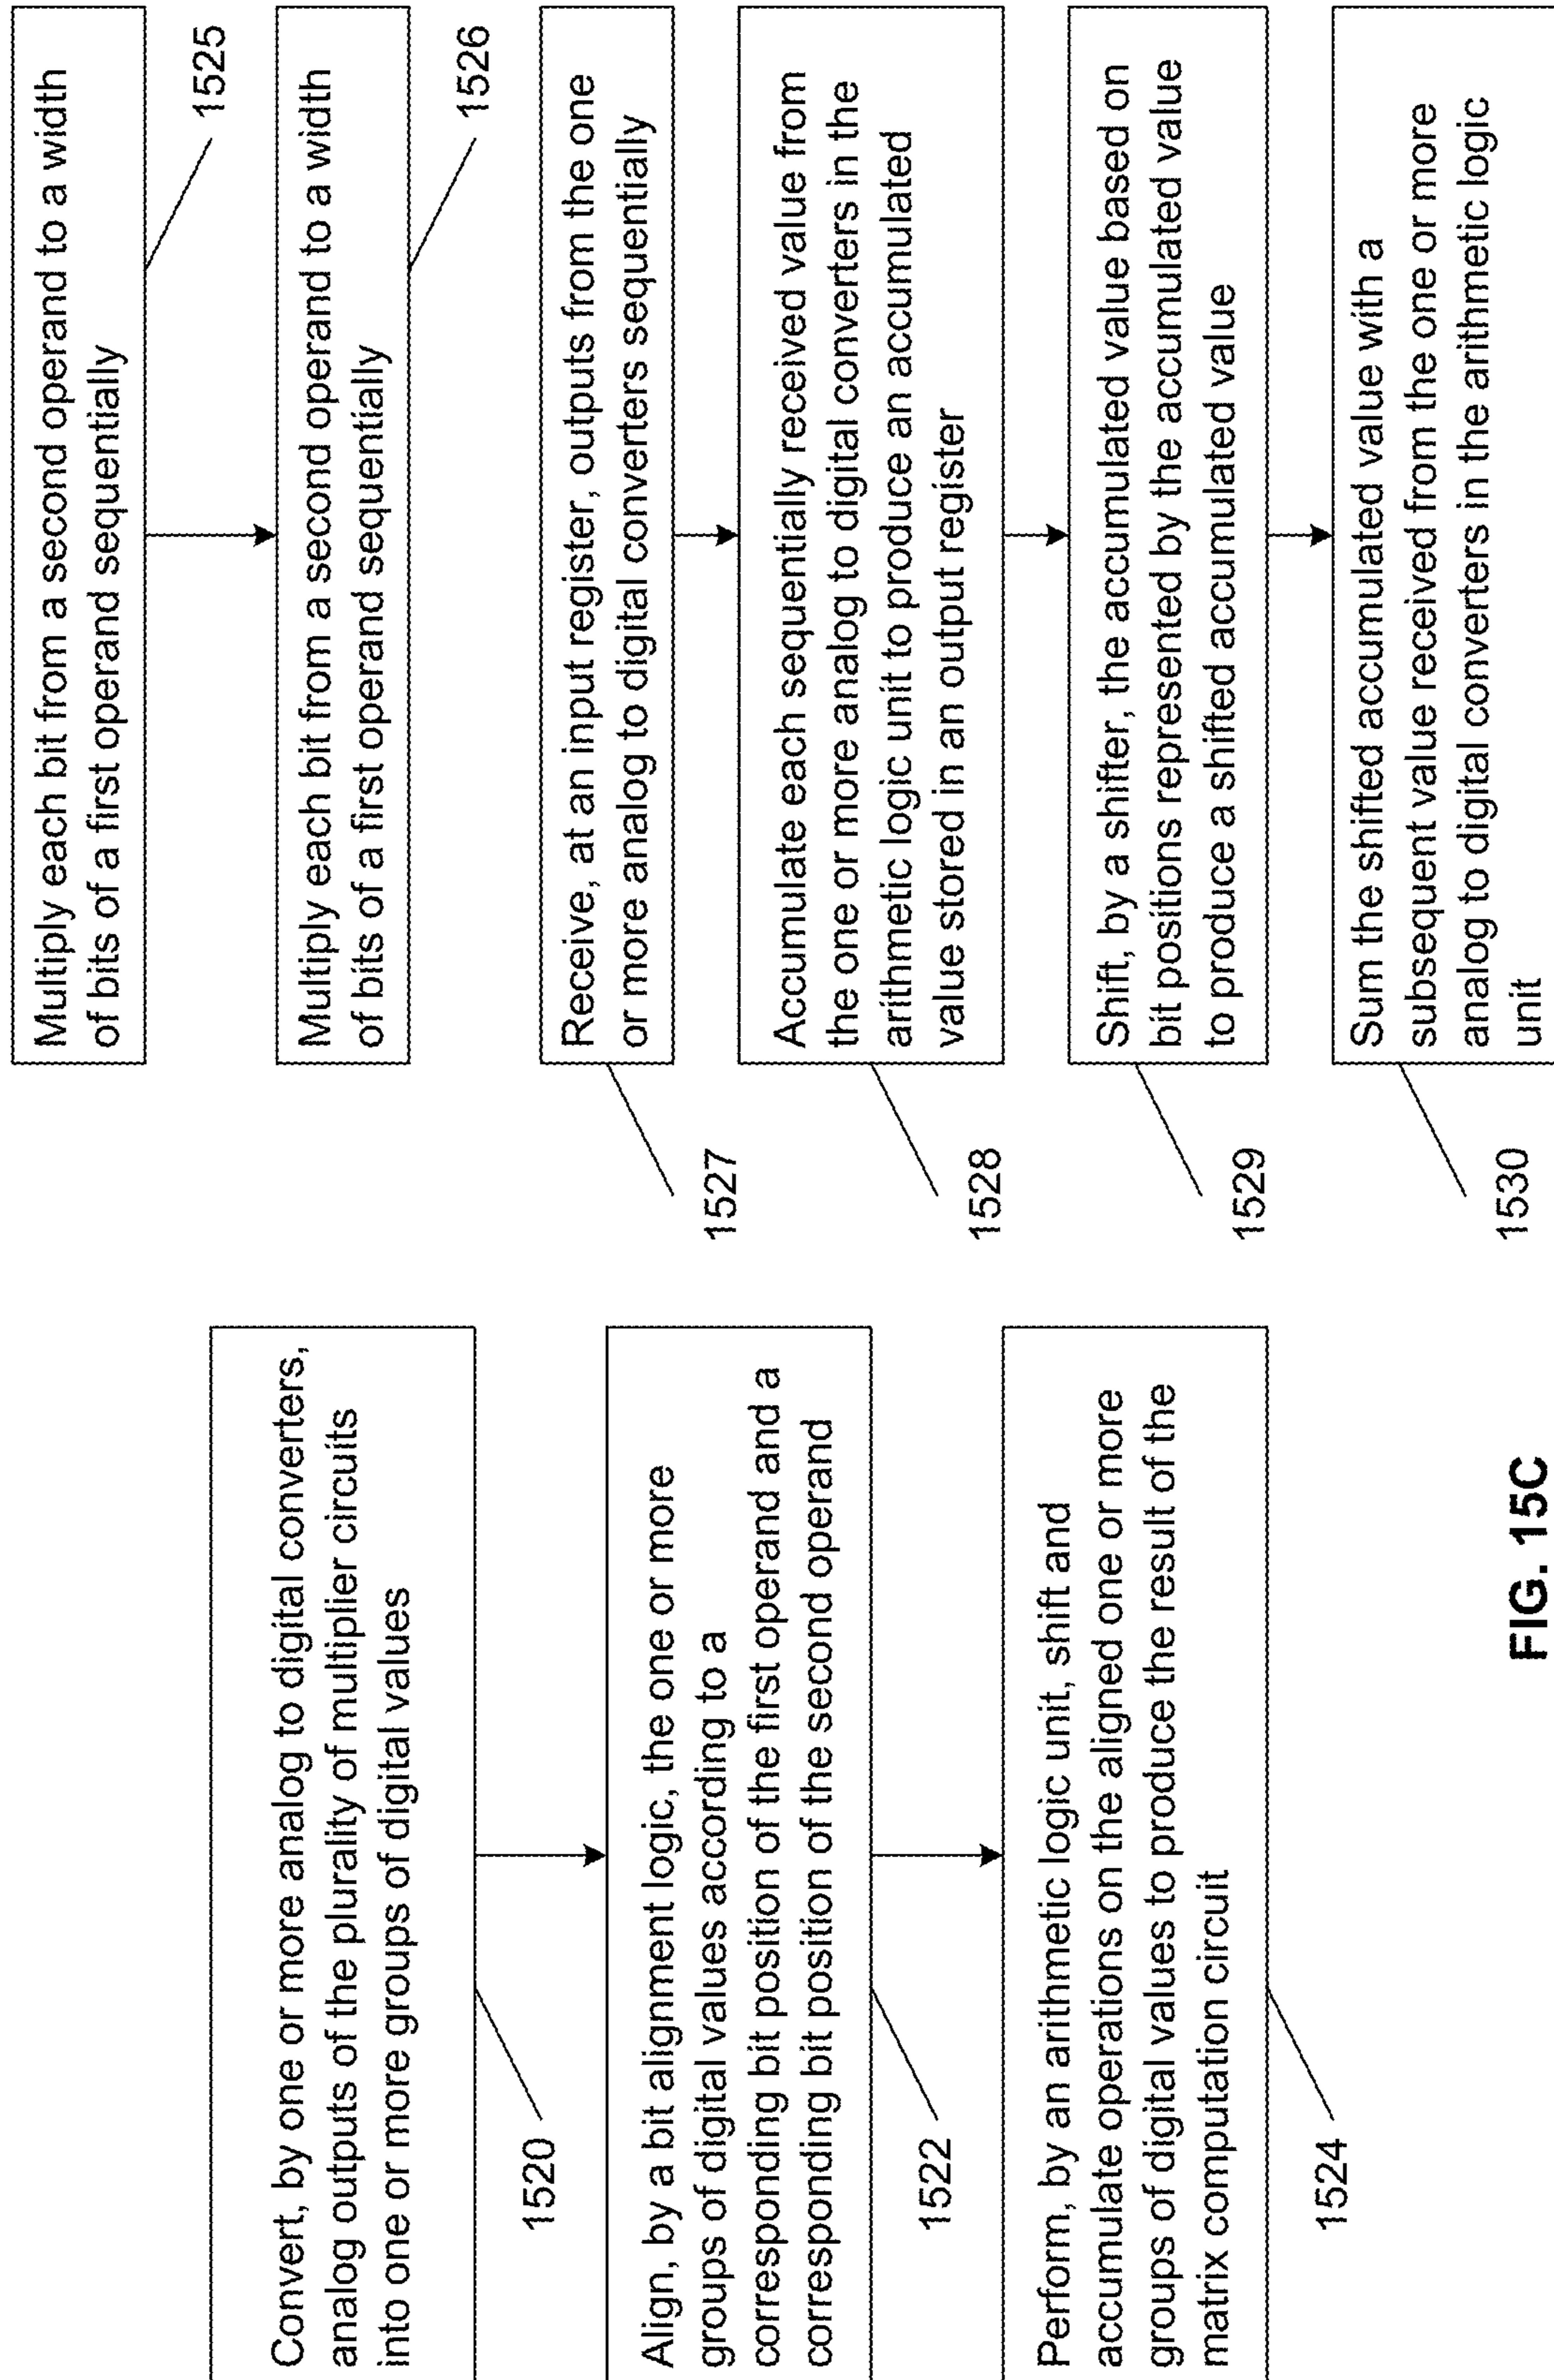 Convert, by one or more analog to digital converters,
analog outputs of the plurality of multiplier circuits
into one or more groups of digital values
1520
Align, by a bit alignment logic, the one or more
groups of digital values according to a
corresponding bit position of the first operand and a
corresponding bit position of the second operand
1522
Perform, by an arithmetic logic unit, shift and
accumulate operations on the aligned one or more
groups of digital values to produce the result of the
matrix computation circuit
1524
Multiply each bit from a second operand to a width
of bits of a first operand sequentially
1525
Multiply each bit from a second operand to a width
of bits of a first operand sequentially
1526
Receive, at an input register, outputs from the one
or more analog to digital converters sequentially
1527
Accumulate each sequentially received value from
the one or more analog to digital converters in the
arithmetic logic unit to produce an accumulated
value stored in an output register
1528
Shift, by a shifter, the accumulated value based on
bit positions represented by the accumulated value
to produce a shifted accumulated value
1529
Sum the shifted accumulated value with a
subsequent value received from the one or more
analog to digital converters in the arithmetic logic
unit
1530
FIG. 15C